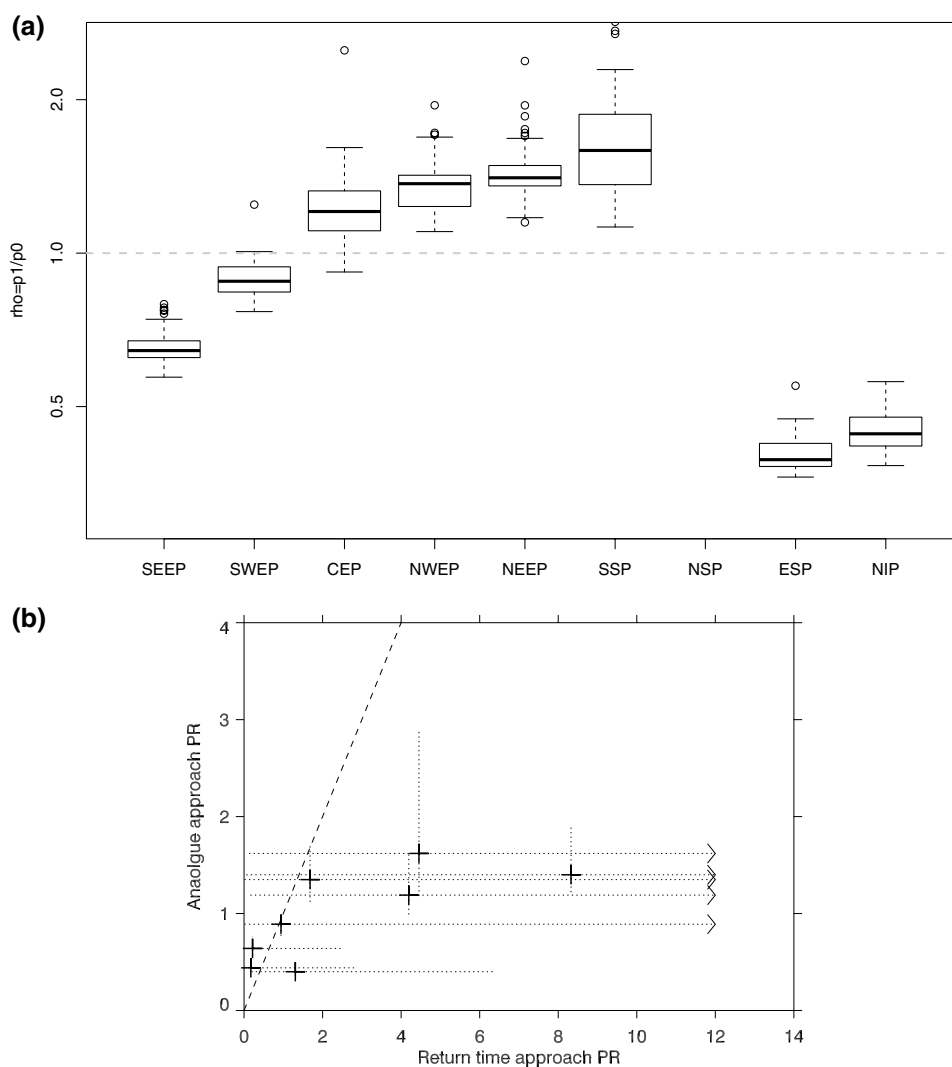 (a)
2.0
1.0
0.5
rho=p1/p0
SEEP SWEP CEP NWEP NEEP SSP NSP ESP NIP
(b)
4
3
2
1
0
Anaolgue approach PR
0 2 4 6 8 10 12 14
Return time approach PR